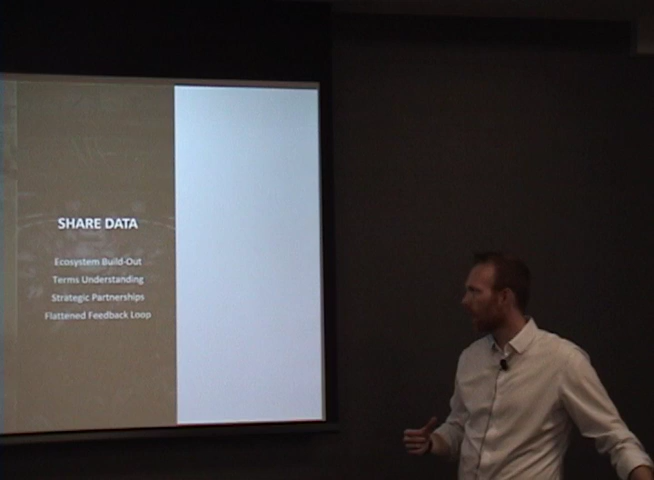 SHARE DATA
Ecosystem Build-Out
Terms Understanding
Strategic Partnerships
Flattened Feedback Loop